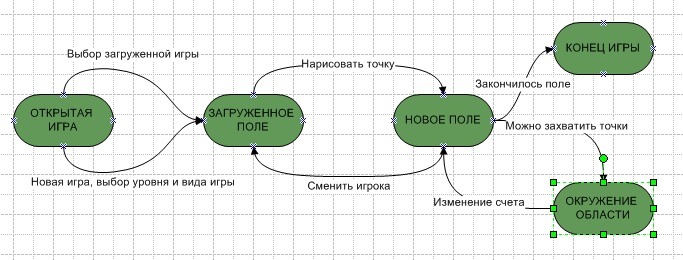 КОНЕЦ ИГРЫ
Выбор загруженной игры
Нарисовать точку
Закончилось поле
ОТКРЫТАЯ
ИГРА
ЗАГРУЖЕННОЕ
ПОЛЕ
НОВОЕ ПОЛЕ
Можно захватить точки
Новая игра, выбор уровня и вида игры
Сменить игрока
Изменение счета
ОКРУЖЕНИЕ
ОБЛАСТИ